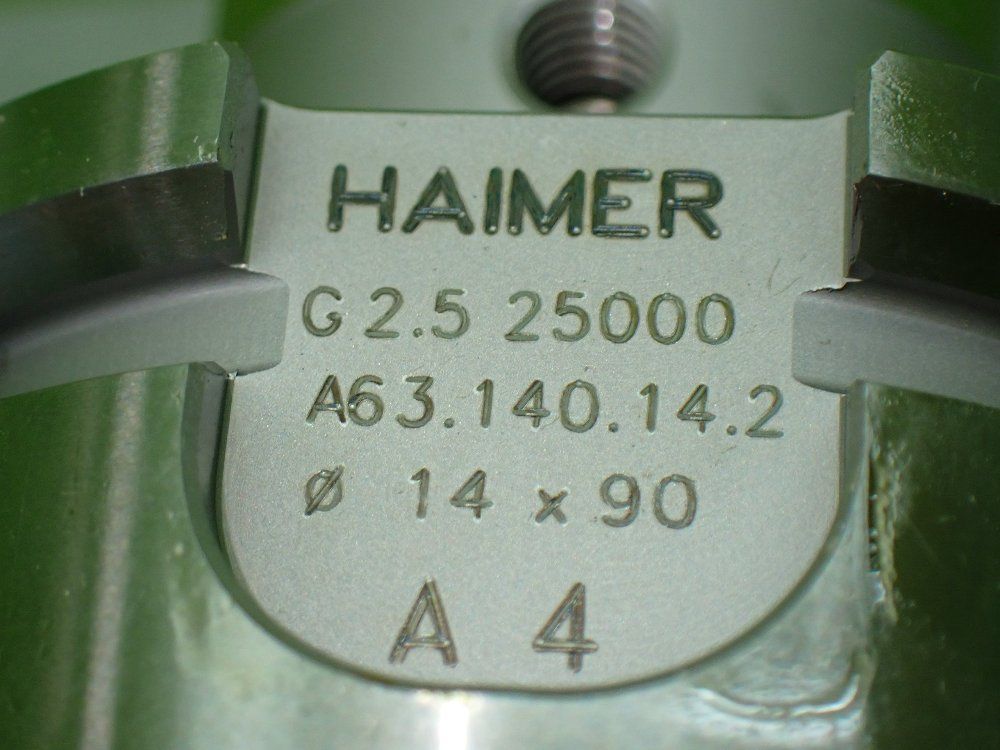 HAIMER
G 2.5 25000
A63.140.14.2
Ø 14 x 90
A 4